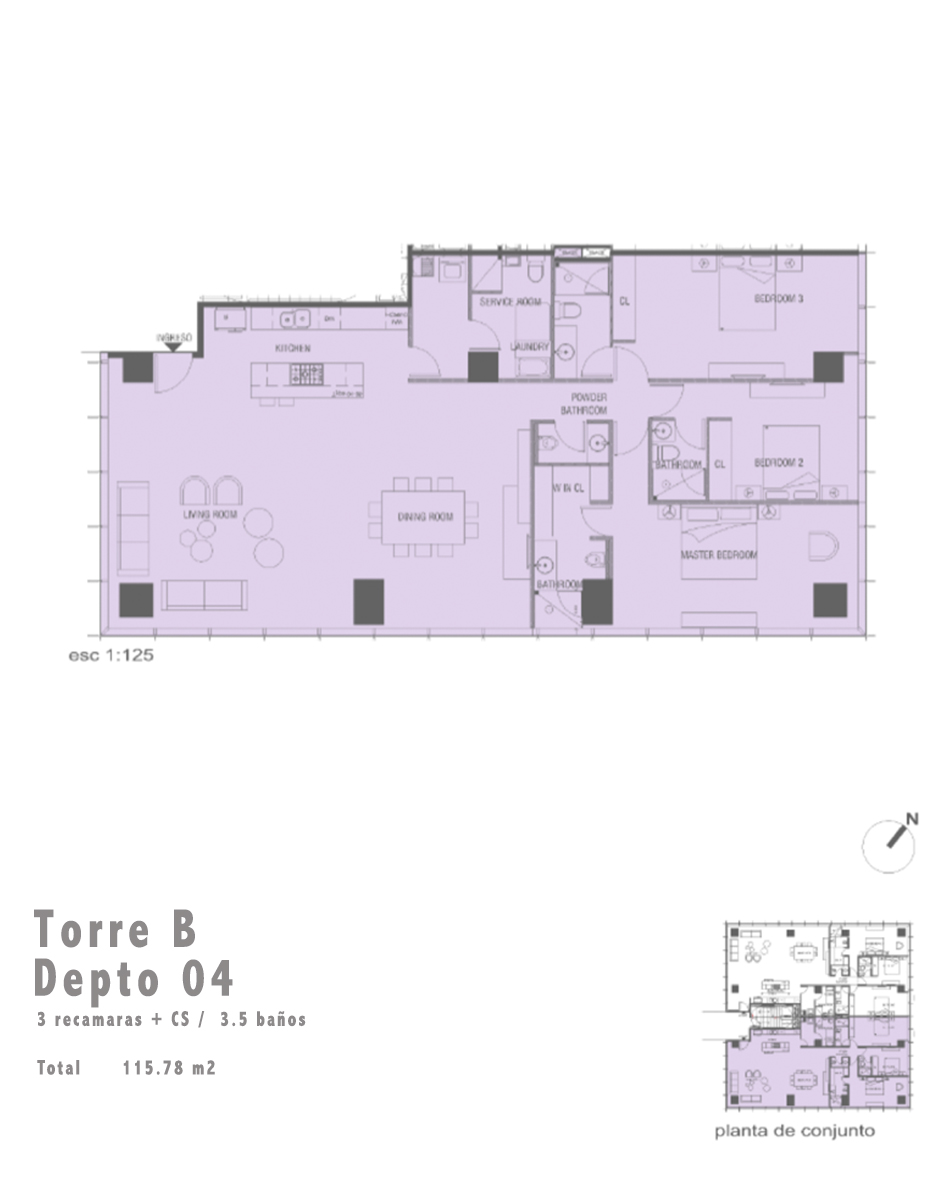 SERVICE ROOM
CL
BEDROOM 3
INGRESO
KITCHEN
LAUNDRY
POWDER
BATHROOM
BATHROOM
CL
BEDROOM 2
W IN CL
LIVING ROOM
DINING ROOM
MASTER BEDROOM
BATHROOM
esc 1:125
N
Torre B
Depto 04
3 recamaras + CS / 3.5 baños
Total 115.78 m2
planta de conjunto